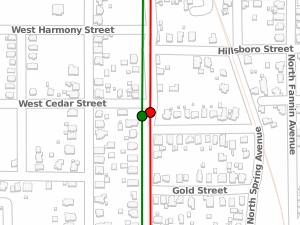 West Harmony Street
Hillsboro Street
North Fannin Avenue
West Cedar Street
North Spring Avenue
Gold Street